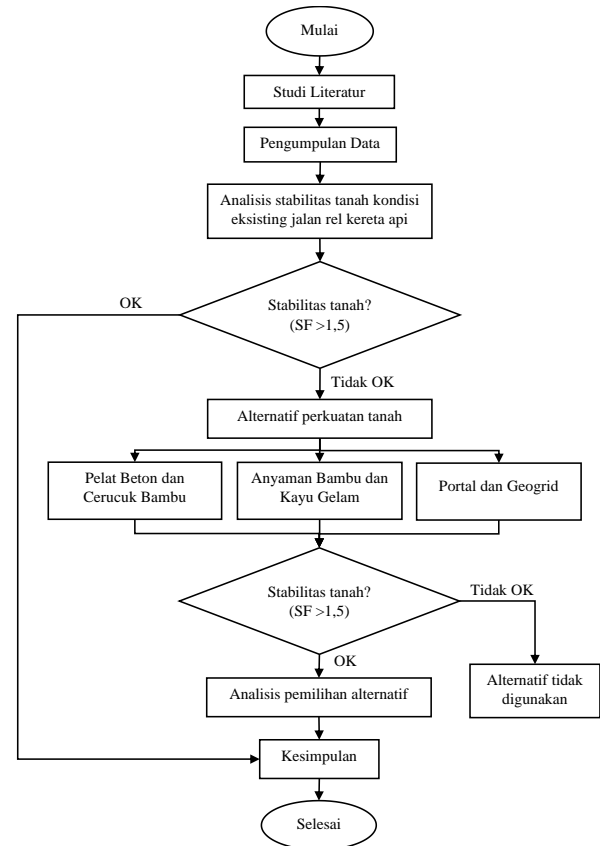 Mulai
Studi Literatur
Pengumpulan Data
Analisis stabilitas tanah kondisi
eksisting jalan rel kereta api
OK
Stabilitas tanah?
(SF >1,5)
Tidak OK
Alternatif perkuatan tanah
Pelat Beton dan
Cerucuk Bambu
Anyaman Bambu dan
Kayu Gelam
Portal dan Geogrid
Stabilitas tanah?
(SF >1,5)
Tidak OK
OK
Analisis pemilihan alternatif
Alternatif tidak
digunakan
Kesimpulan
Selesai